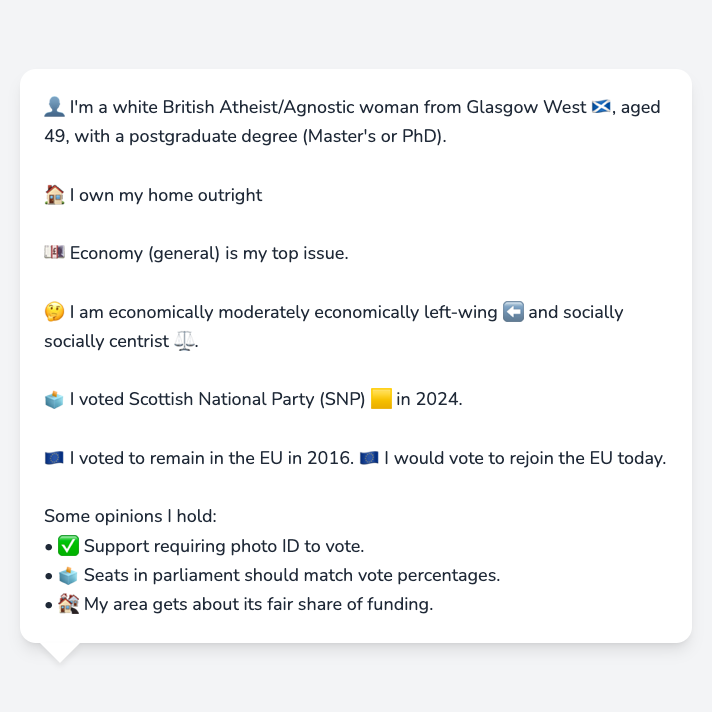 👤 I'm a white British Atheist/Agnostic woman from Glasgow West 🏴󠁧󠁢󠁳󠁣󠁴󠁿, aged
49, with a postgraduate degree (Master's or PhD).
🏠 I own my home outright
💷 Economy (general) is my top issue.
🤔 I am economically moderately economically left-wing ⬅️ and socially
socially centrist ⚖️.
🗳️ I voted Scottish National Party (SNP) 🟨 in 2024.
🇪🇺 I voted to remain in the EU in 2016. 🇪🇺 I would vote to rejoin the EU today.
Some opinions I hold:
• ✅ Support requiring photo ID to vote.
• 🗳️ Seats in parliament should match vote percentages.
• 🏘️ My area gets about its fair share of funding.